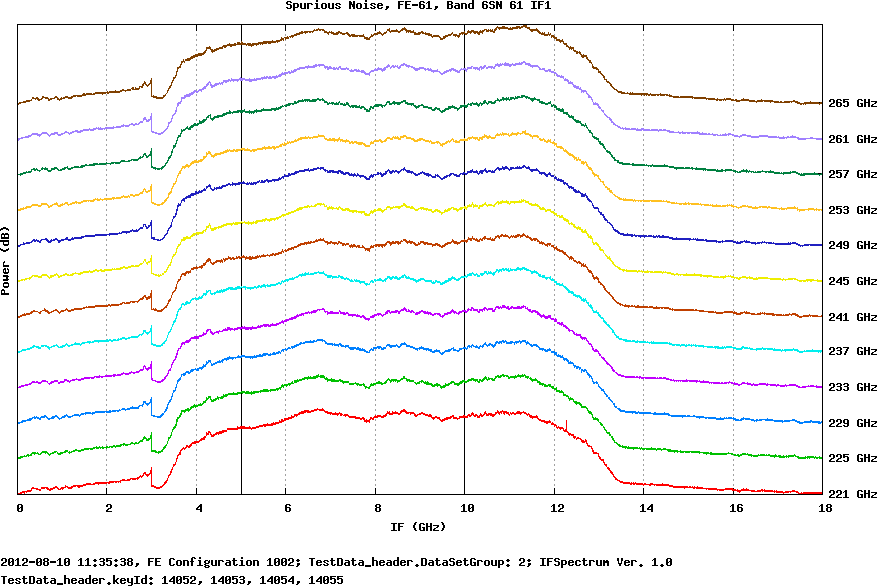 Spurious Noise, FE-61, Band 6SN 61 IF1
265 GHz
261 GHz
257 GHz
253 GHz
249 GHz
245 GHz
241 GHz
237 GHz
233 GHz
229 GHz
225 GHz
221 GHz
Power (dB)
0 2 4 6 8 10 12 14 16 18
IF (GHz)
2012-08-10 11:35:38, FE Configuration 1002; TestData_header.DataSetGroup: 2; IFSpectrum Ver. 1.0
TestData_header.keyId: 14052, 14053, 14054, 14055